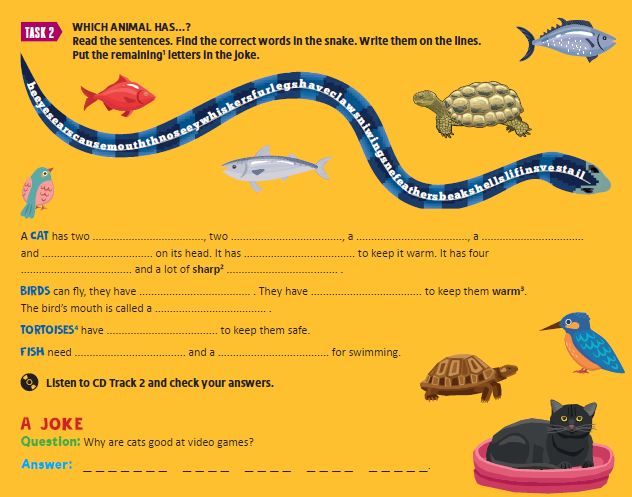 TASK 2
WHICH ANIMAL HAS...?
Read the sentences. Find the correct words in the snake. Write them on the lines.
Put the remaining¹ letters in the joke.
beeyesearscausemouththnoseeywhiskersfurlegshaveclawsniwingsnefeathersbeakshellslifinsvestail
A CAT has two ................................, two ................................, a ................................, a ................................
and ................................ on its head. It has ................................ to keep it warm. It has four
................................ and a lot of sharp² ................................ .
BIRDS can fly, they have ................................ . They have ................................ to keep them warm³.
The bird's mouth is called a ................................ .
TORTOISES⁴ have ................................ to keep them safe.
FISH need ................................ and a ................................ for swimming.
Listen to CD Track 2 and check your answers.
A JOKE
Question: Why are cats good at video games?
Answer: _ _ _ _ _ _ _ _ _ _ _ _ _ _ _ _ _ _ _ _ _ _ _ _.